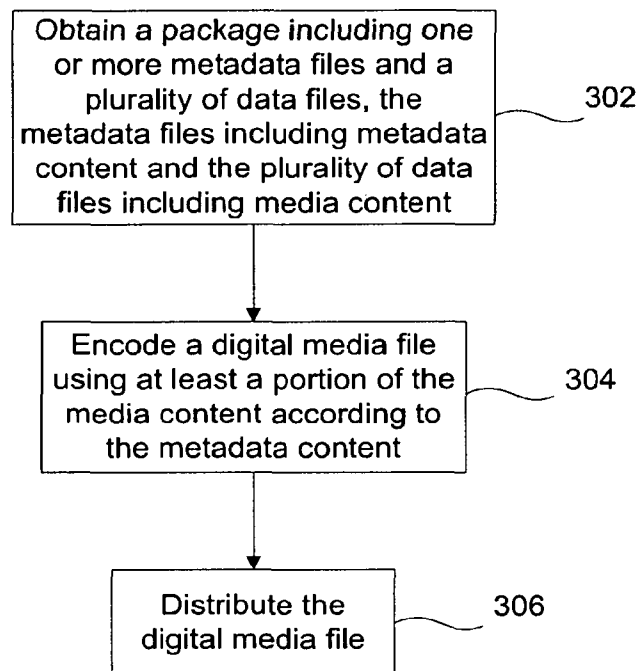 Obtain a package including one
or more metadata files and a
plurality of data files, the
metadata files including metadata
content and the plurality of data
files including media content
302
Encode a digital media file
using at least a portion of the
media content according to
the metadata content
304
Distribute the
digital media file
306